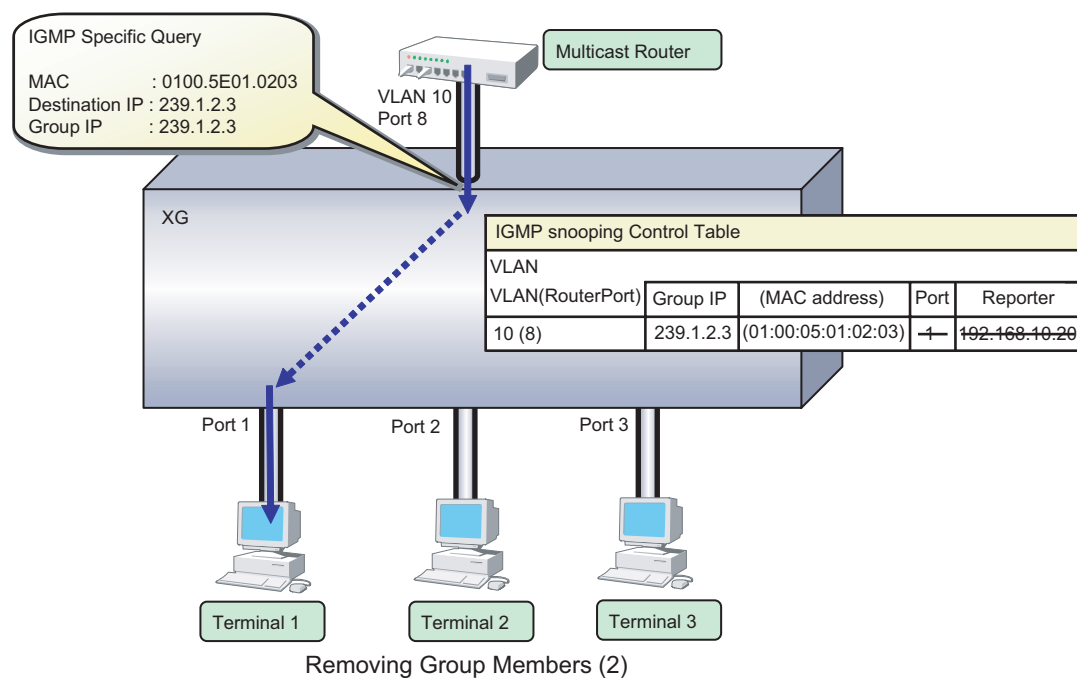 IGMP Specific Query
MAC : 0100.5E01.0203
Destination IP : 239.1.2.3
Group IP : 239.1.2.3
Multicast Router
VLAN 10
Port 8
XG
IGMP snooping Control Table
VLAN
VLAN(RouterPort) Group IP (MAC address) Port Reporter
10 (8) 239.1.2.3 (01:00:05:01:02:03) 1 192.168.10.20
Port 1 Port 2 Port 3
Terminal 1 Terminal 2 Terminal 3
Removing Group Members (2)